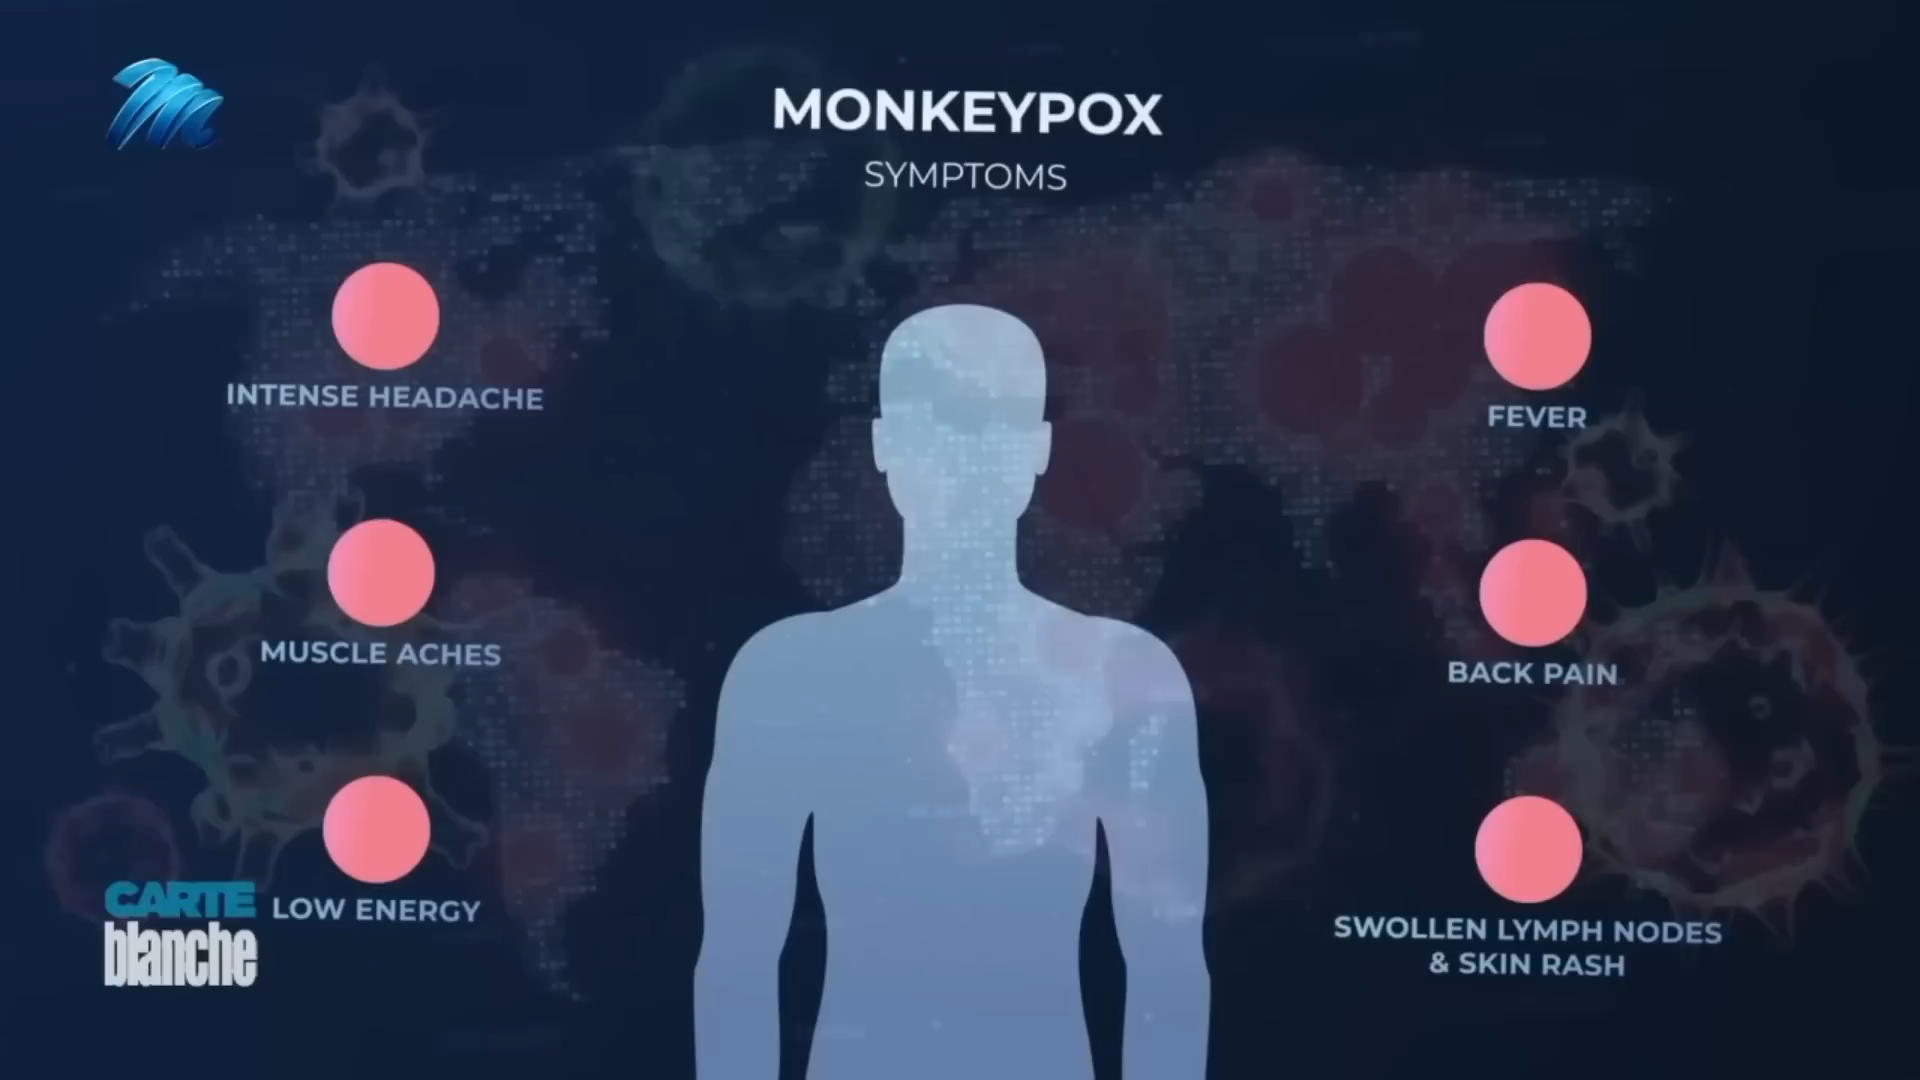 MONKEYPOX
SYMPTOMS
INTENSE HEADACHE
FEVER
MUSCLE ACHES
BACK PAIN
LOW ENERGY
SWOLLEN LYMPH NODES
& SKIN RASH
CARTE
blanche